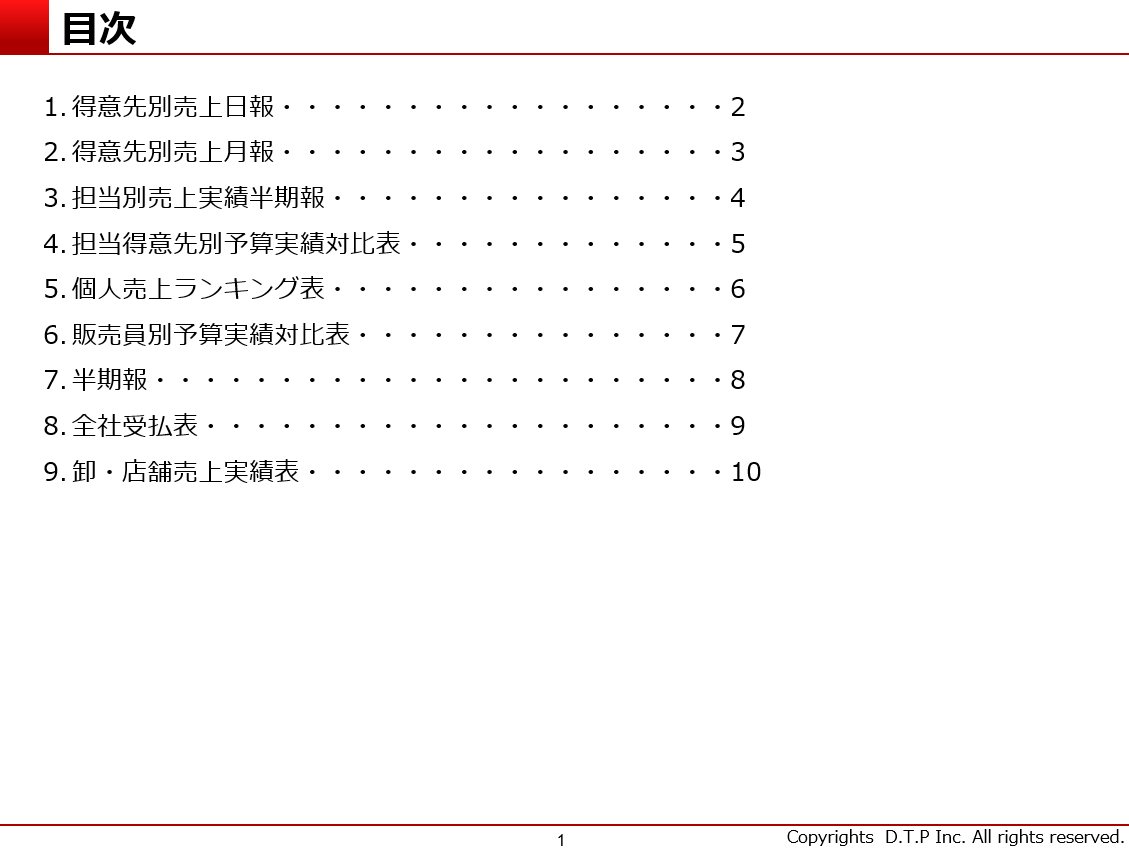 目次
1. 得意先別売上日報・・・・・・・・・・・・・・・・・・2
2. 得意先別売上月報・・・・・・・・・・・・・・・・・・3
3. 担当別売上実績半期報・・・・・・・・・・・・・・・・4
4. 担当得意先別予算実績対比表・・・・・・・・・・・・・5
5. 個人売上ランキング表・・・・・・・・・・・・・・・・6
6. 販売員別予算実績対比表・・・・・・・・・・・・・・・7
7. 半期報・・・・・・・・・・・・・・・・・・・・・・・8
8. 全社受払表・・・・・・・・・・・・・・・・・・・・・9
9. 卸・店舗売上実績表・・・・・・・・・・・・・・・・・10
1
Copyrights D.T.P Inc. All rights reserved.